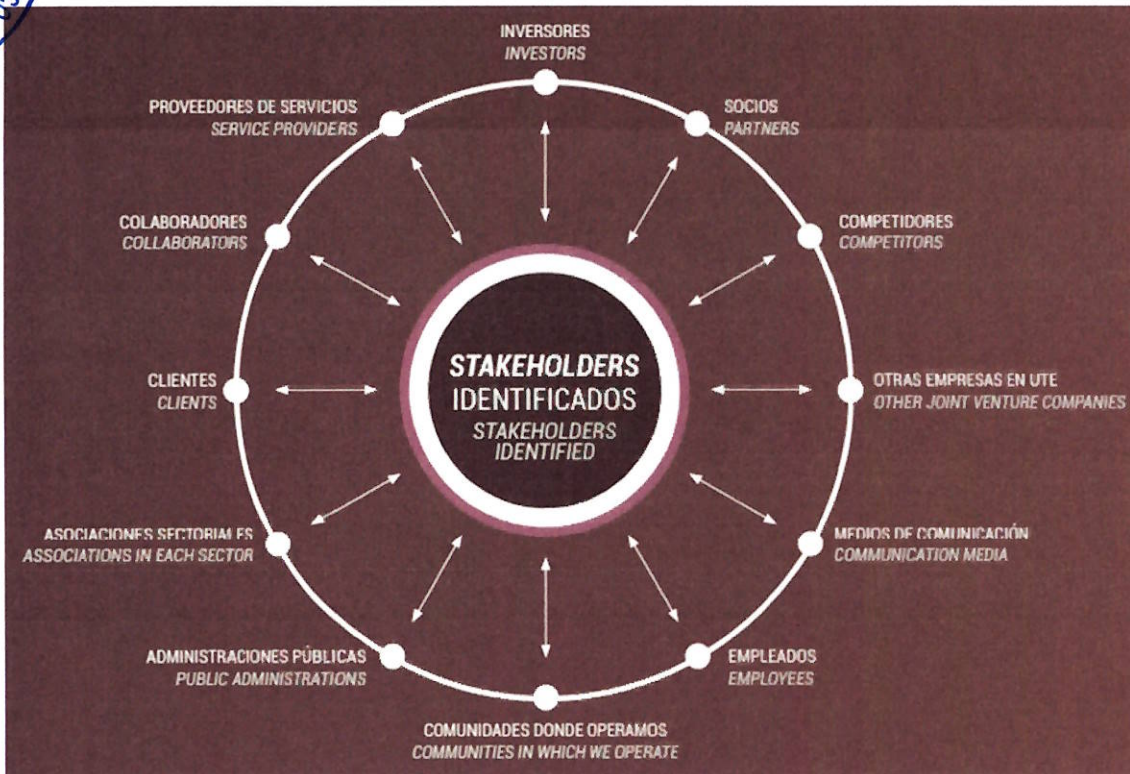 INVERSORES
INVESTORS
PROVEEDORES DE SERVICIOS
SERVICE PROVIDERS
SOCIOS
PARTNERS
COLABORADORES
COLLABORATORS
COMPETIDORES
COMPETITORS
STAKEHOLDERS
IDENTIFICADOS
STAKEHOLDERS
IDENTIFIED
CLIENTES
CLIENTS
OTRAS EMPRESAS EN UTE
OTHER JOINT VENTURE COMPANIES
ASOCIACIONES SECTORIALES
ASSOCIATIONS IN EACH SECTOR
MEDIOS DE COMUNICACIÓN
COMMUNICATION MEDIA
ADMINISTRACIONES PÚBLICAS
PUBLIC ADMINISTRATIONS
EMPLEADOS
EMPLOYEES
COMUNIDADES DONDE OPERAMOS
COMMUNITIES IN WHICH WE OPERATE